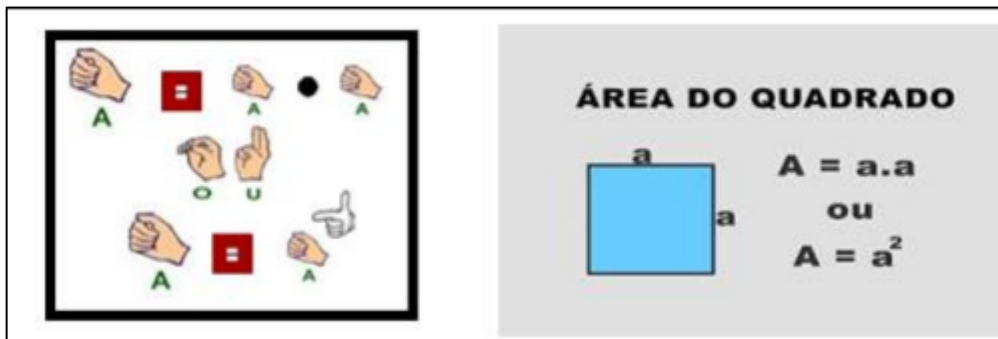 A = A • A
O U
A = A
ÁREA DO QUADRADO
a
a
A = a.a
ou
A = a²